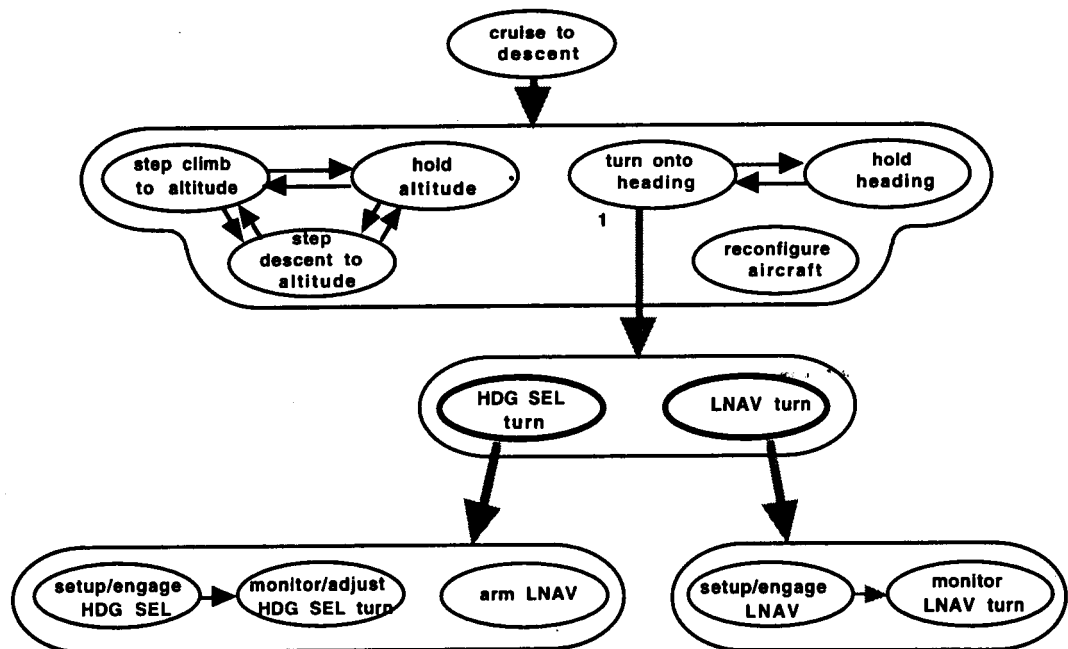 cruise to
descent
step climb
to altitude
hold
altitude
turn onto
heading
hold
heading
1
step
descent to
altitude
reconfigure
aircraft
HDG SEL
turn
LNAV turn
setup/engage
HDG SEL
monitor/adjust
HDG SEL turn
arm LNAV
setup/engage
LNAV
monitor
LNAV turn